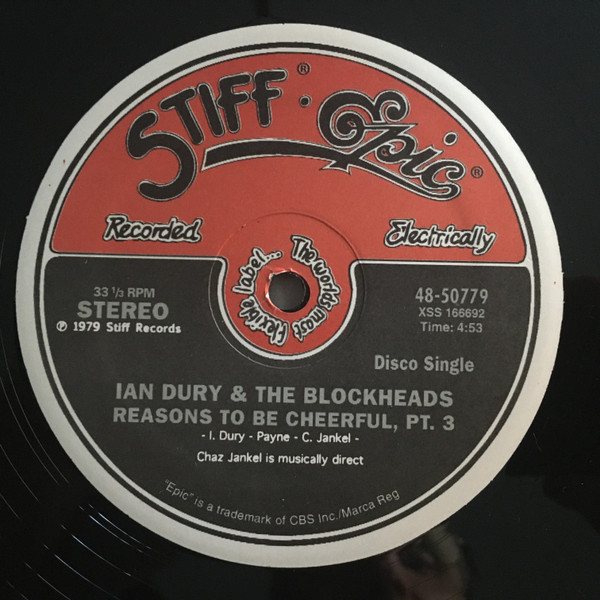 STIFF® · Epic®
Recorded Electrically
The worlds most flexible label...
33 1/3 RPM
STEREO
℗ 1979 Stiff Records
48-50779
XSS 166692
Time: 4:53
Disco Single
IAN DURY & THE BLOCKHEADS
REASONS TO BE CHEERFUL, PT. 3
- I. Dury - Payne - C. Jankel -
Chaz Jankel is musically direct
"Epic" is a trademark of CBS Inc./Marca Reg